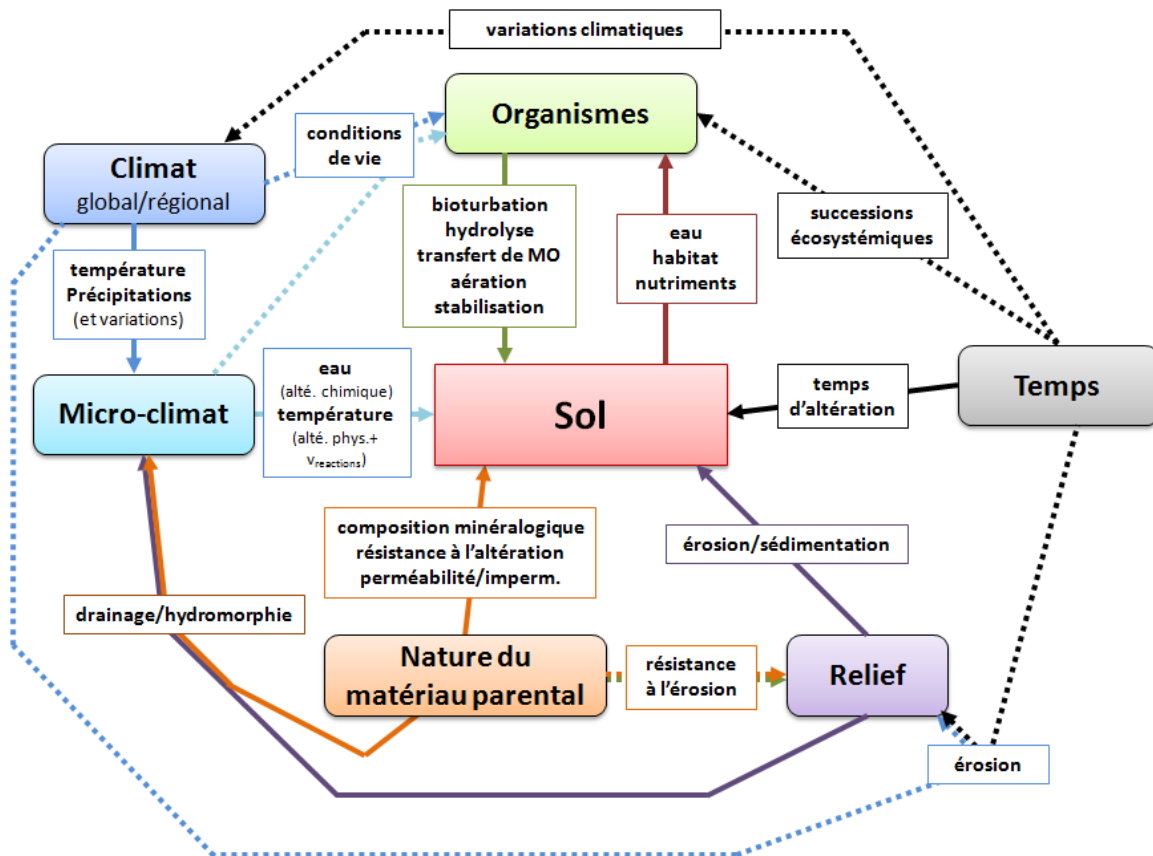 variations climatiques
Organismes
conditions
de vie
Climat
global/régional
bioturbation
hydrolyse
transfert de MO
aération
stabilisation
eau
habitat
nutriments
successions
écosystémiques
température
Précipitations
(et variations)
Micro-climat
eau
(alté. chimique)
température
(alté. phys.+
vreactions)
Sol
temps
d'altération
Temps
composition minéralogique
résistance à l'altération
perméabilité/imperm.
érosion/sédimentation
drainage/hydromorphie
Nature du
matériau parental
résistance
à l'érosion
Relief
érosion